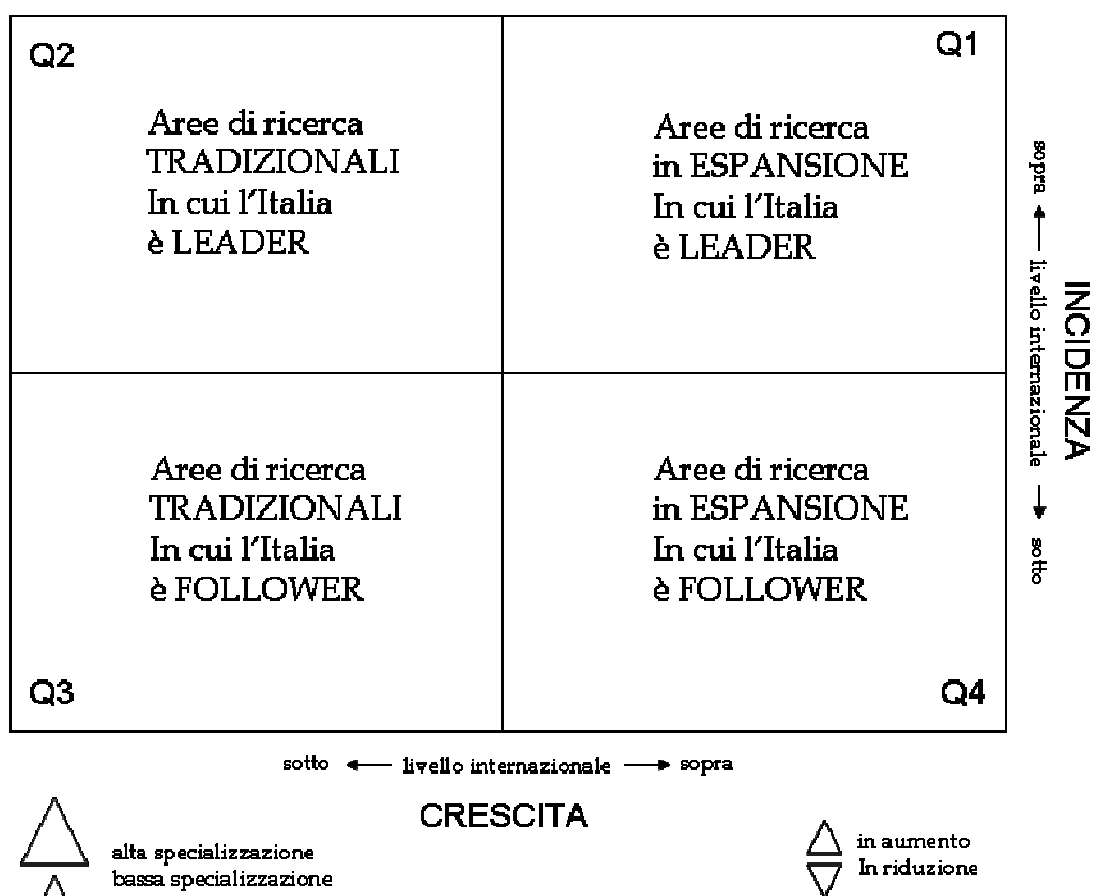 Q2
Aree di ricerca
TRADIZIONALI
In cui l'Italia
è LEADER
Q1
Aree di ricerca
in ESPANSIONE
In cui l'Italia
è LEADER
Aree di ricerca
TRADIZIONALI
In cui l'Italia
è FOLLOWER
Q3
Aree di ricerca
in ESPANSIONE
In cui l'Italia
è FOLLOWER
Q4
sopra livello internazionale sotto
INCIDENZA
sotto livello internazionale sopra
CRESCITA
alta specializzazione
bassa specializzazione
in aumento
In riduzione